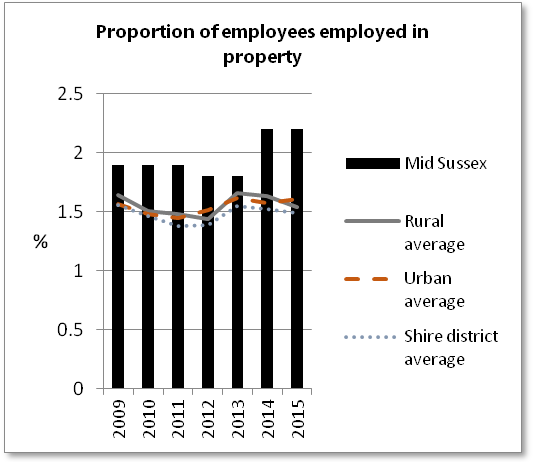 Proportion of employees employed in
property
2.5
2
1.5
1
0.5
0
%
2009 2010 2011 2012 2013 2014 2015
Mid Sussex
Rural
average
Urban
average
Shire district
average